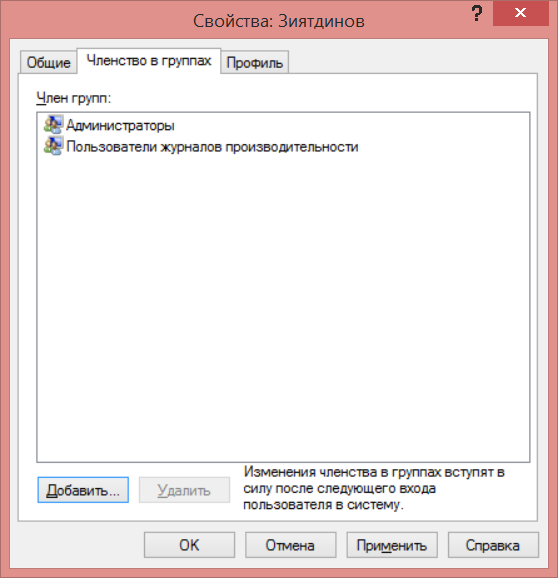 Свойства: Зиятдинов
?
Общие Членство в группах Профиль
Член групп:
Администраторы
Пользователи журналов производительности
Добавить... Удалить
Изменения членства в группах вступят в
силу после следующего входа
пользователя в систему.
OK Отмена Применить Справка